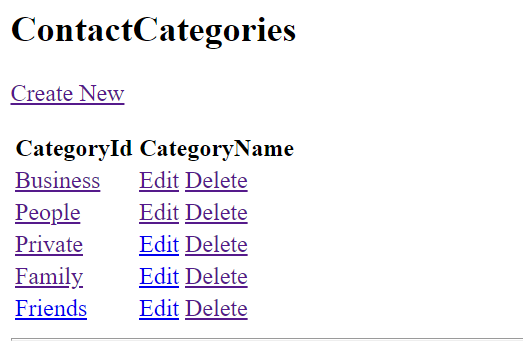 ContactCategories
Create New
CategoryId CategoryName
Business Edit Delete
People Edit Delete
Private Edit Delete
Family Edit Delete
Friends Edit Delete